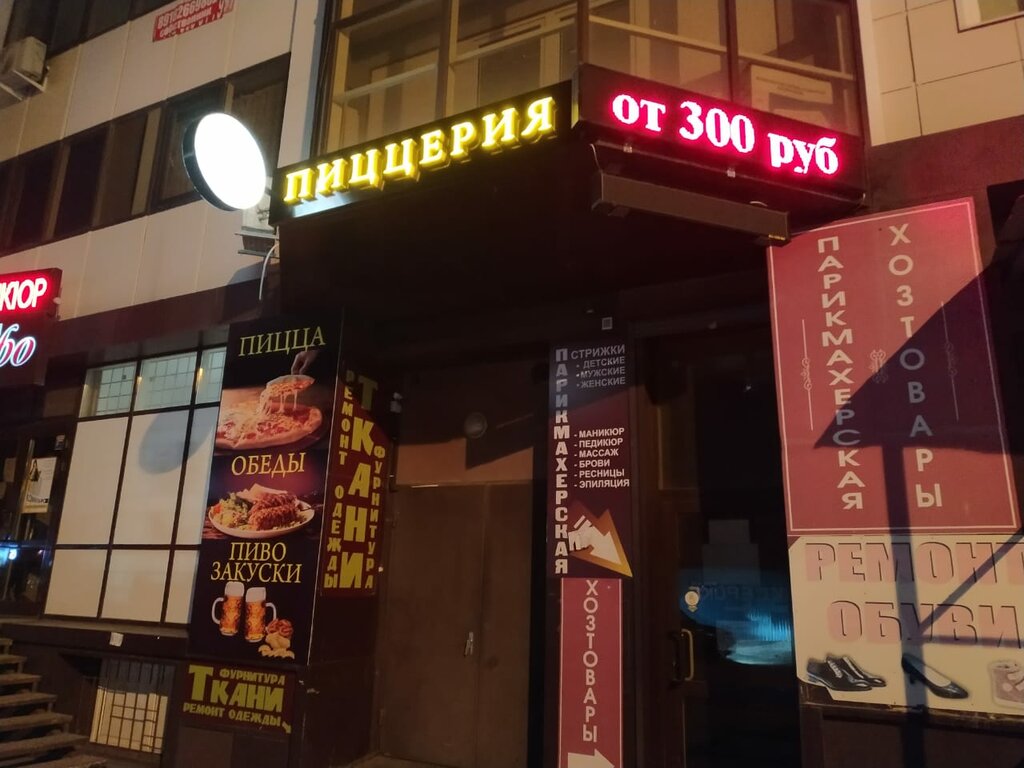 ПИЦЦЕРИЯ
от 300 руб
ПИЦЦА
ОБЕДЫ
ПИВО
ЗАКУСКИ
РЕМОНТ ОДЕЖДЫ
ТКАНИ
ФУРНИТУРА
ФУРНИТУРА
ТКАНИ
РЕМОНТ ОДЕЖДЫ
ПАРИКМАХЕРСКАЯ
СТРИЖКИ
- ДЕТСКИЕ
- МУЖСКИЕ
- ЖЕНСКИЕ
- МАНИКЮР
- ПЕДИКЮР
- МАССАЖ
- БРОВИ
- РЕСНИЦЫ
- ЭПИЛЯЦИЯ
ХОЗТОВАРЫ
ПАРИКМАХЕРСКАЯ
ХОЗТОВАРЫ
РЕМОНТ
ОБУВИ